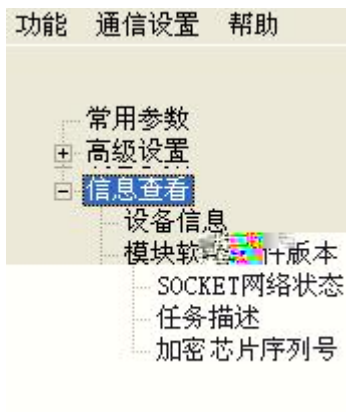 功能 通信设置 帮助
常用参数
高级设置
信息查看
设备信息
模块软 件版本
SOCKET网络状态
任务描述
加密芯片序列号